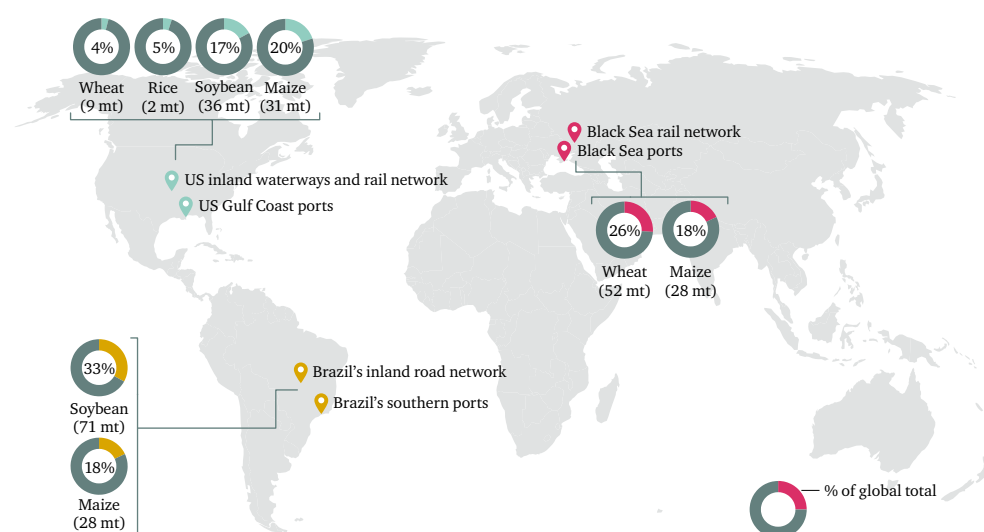 4%
5%
17%
20%
Wheat
(9 mt)
Rice
(2 mt)
Soybean
(36 mt)
Maize
(31 mt)
US inland waterways and rail network
US Gulf Coast ports
Black Sea rail network
Black Sea ports
26%
18%
Wheat
(52 mt)
Maize
(28 mt)
33%
Soybean
(71 mt)
18%
Maize
(28 mt)
Brazil's inland road network
Brazil's southern ports
% of global total